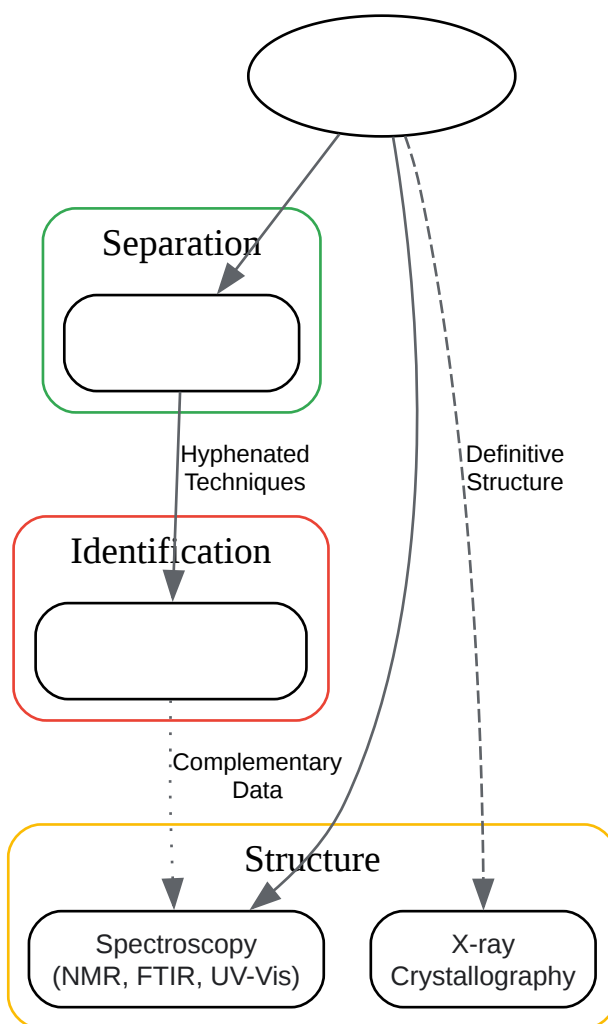 Separation
Hyphenated
Techniques
Definitive
Structure
Identification
Complementary
Data
Structure
Spectroscopy
(NMR, FTIR, UV-Vis)
X-ray
Crystallography